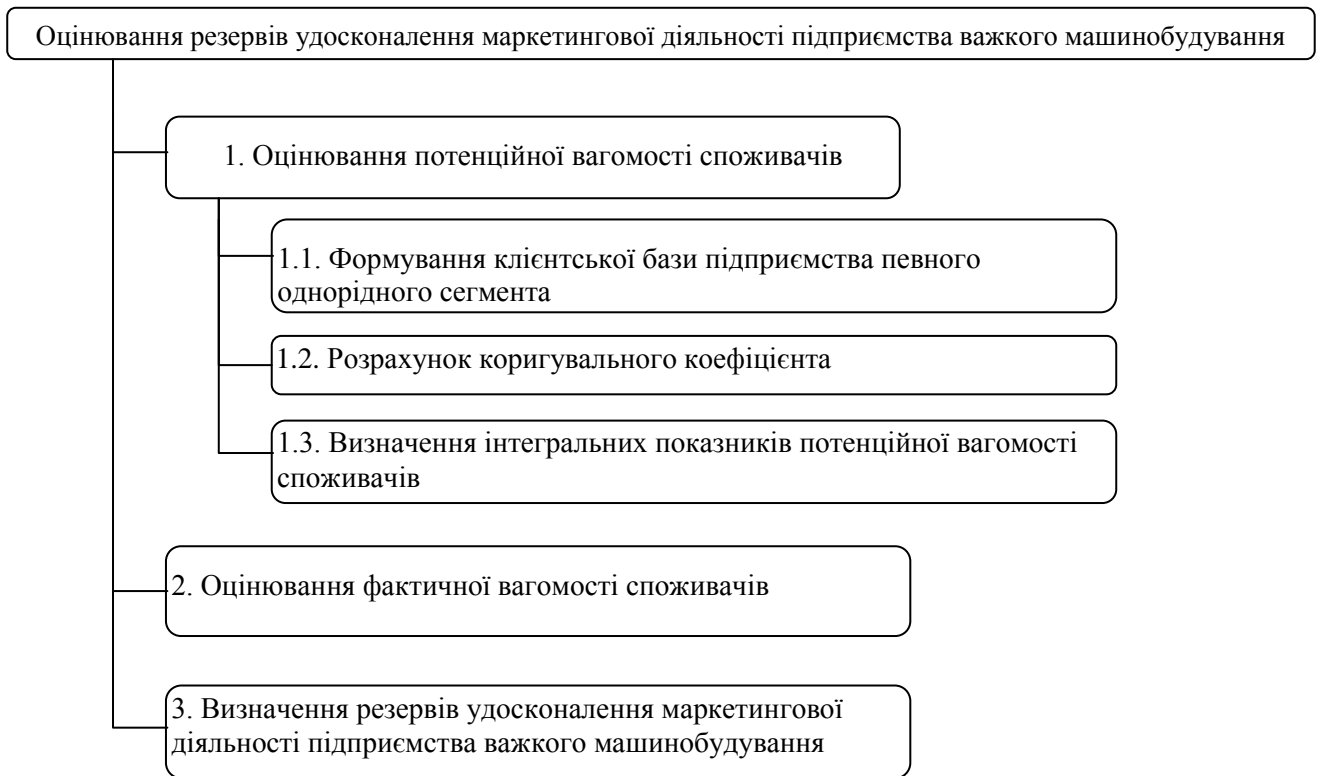 Оцінювання резервів удосконалення маркетингової діяльності підприємства важкого машинобудування
1. Оцінювання потенційної вагомості споживачів
1.1. Формування клієнтської бази підприємства певного
однорідного сегмента
1.2. Розрахунок коригувального коефіцієнта
1.3. Визначення інтегральних показників потенційної вагомості
споживачів
2. Оцінювання фактичної вагомості споживачів
3. Визначення резервів удосконалення маркетингової
діяльності підприємства важкого машинобудування